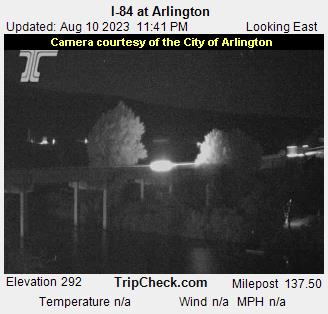 I-84 at Arlington
Updated: Aug 10 2023 11:41 PM Looking East
Camera courtesy of the City of Arlington
Elevation 292 TripCheck.com Milepost 137.50
Temperature n/a Wind n/a MPH n/a